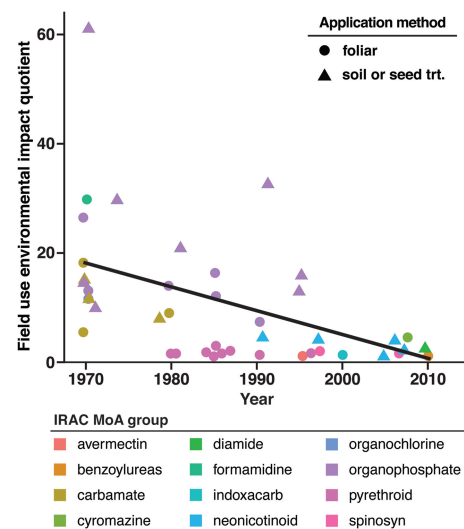 Application method
foliar
soil or seed trt.
Field use environmental impact quotient
60
40
20
0
1970 1980 1990 2000 2010
Year
IRAC MoA group
avermectin diamide organochlorine
benzoylureas formamidine organophosphate
carbamate indoxacarb pyrethroid
cyromazine neonicotinoid spinosyn